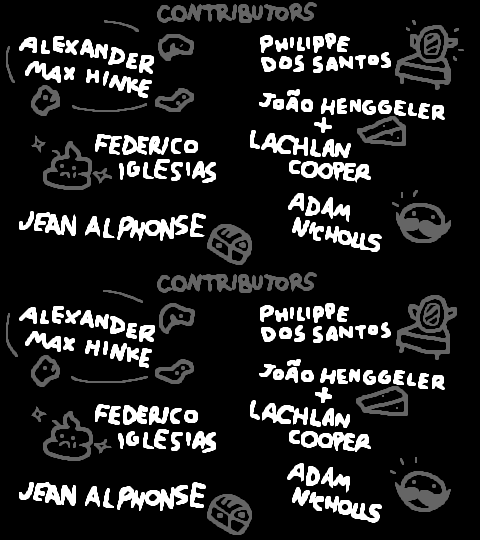 CONTRIBUTORS
ALEXANDER
MAX HINKE
PHILIPPE
DOS SANTOS
JOÃO HENGGELER
+
LACHLAN
COOPER
FEDERICO
IGLESIAS
ADAM
NICHOLLS
JEAN ALPHONSE
CONTRIBUTORS
ALEXANDER
MAX HINKE
PHILIPPE
DOS SANTOS
JOÃO HENGGELER
+
LACHLAN
COOPER
FEDERICO
IGLESIAS
ADAM
NICHOLLS
JEAN ALPHONSE